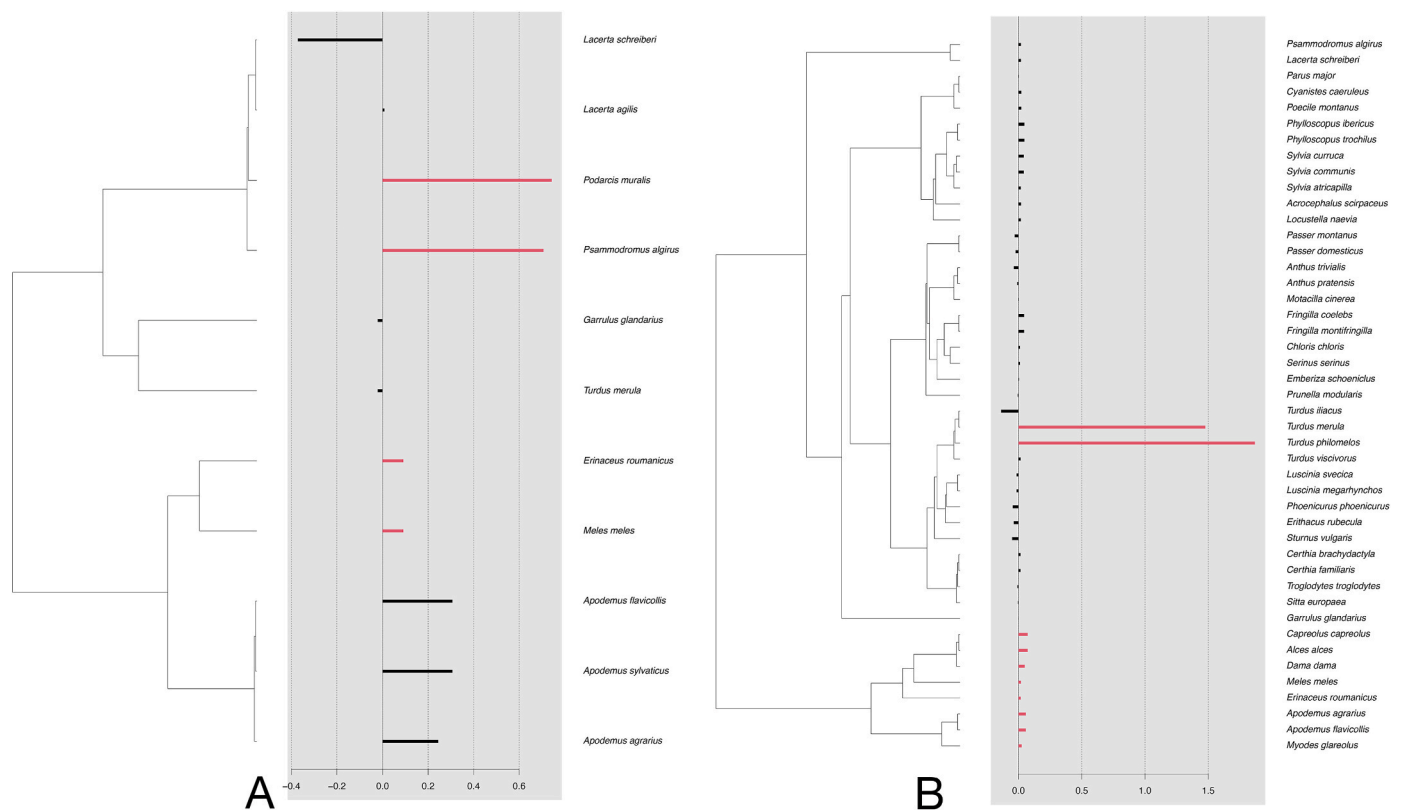 Lacerta schreiberi
Lacerta agilis
Podarcis muralis
Psammodromus algirus
Garrulus glandarius
Turdus merula
Erinaceus roumanicus
Meles meles
Apodemus flavicollis
Apodemus sylvaticus
Apodemus agrarius
−0.4 −0.2 0.0 0.2 0.4 0.6
A
Psammodromus algirus
Lacerta schreiberi
Parus major
Cyanistes caeruleus
Poecile montanus
Phylloscopus ibericus
Phylloscopus trochilus
Sylvia curruca
Sylvia communis
Sylvia atricapilla
Acrocephalus scirpaceus
Locustella naevia
Passer montanus
Passer domesticus
Anthus trivialis
Anthus pratensis
Motacilla cinerea
Fringilla coelebs
Fringilla montifringilla
Chloris chloris
Serinus serinus
Emberiza schoeniclus
Prunella modularis
Turdus iliacus
Turdus merula
Turdus philomelos
Turdus viscivorus
Luscinia svecica
Luscinia megarhynchos
Phoenicurus phoenicurus
Erithacus rubecula
Sturnus vulgaris
Certhia brachydactyla
Certhia familiaris
Troglodytes troglodytes
Sitta europaea
Garrulus glandarius
Capreolus capreolus
Alces alces
Dama dama
Meles meles
Erinaceus roumanicus
Apodemus agrarius
Apodemus flavicollis
Myodes glareolus
0.0 0.5 1.0 1.5
B